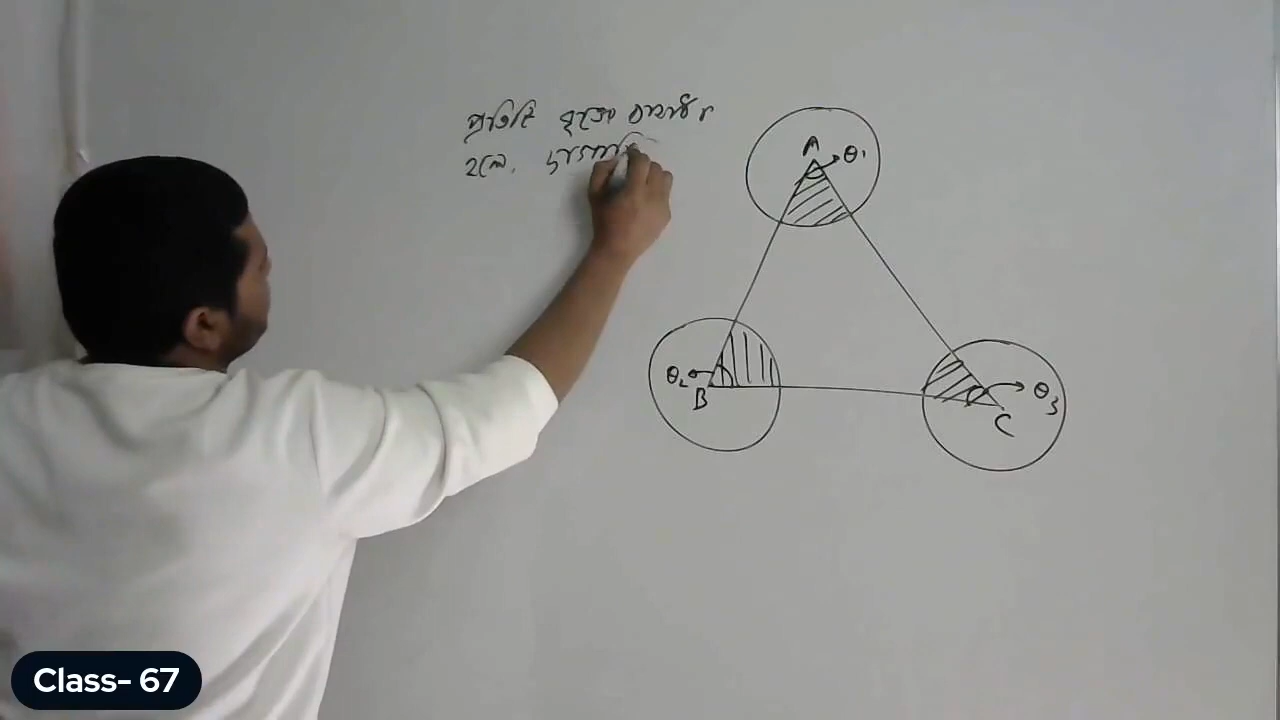 প্রতিটি বৃত্তের ব্যাসার্ধ r
হলে,
A
θ₁
θ₂
B
θ₃
C
Class- 67